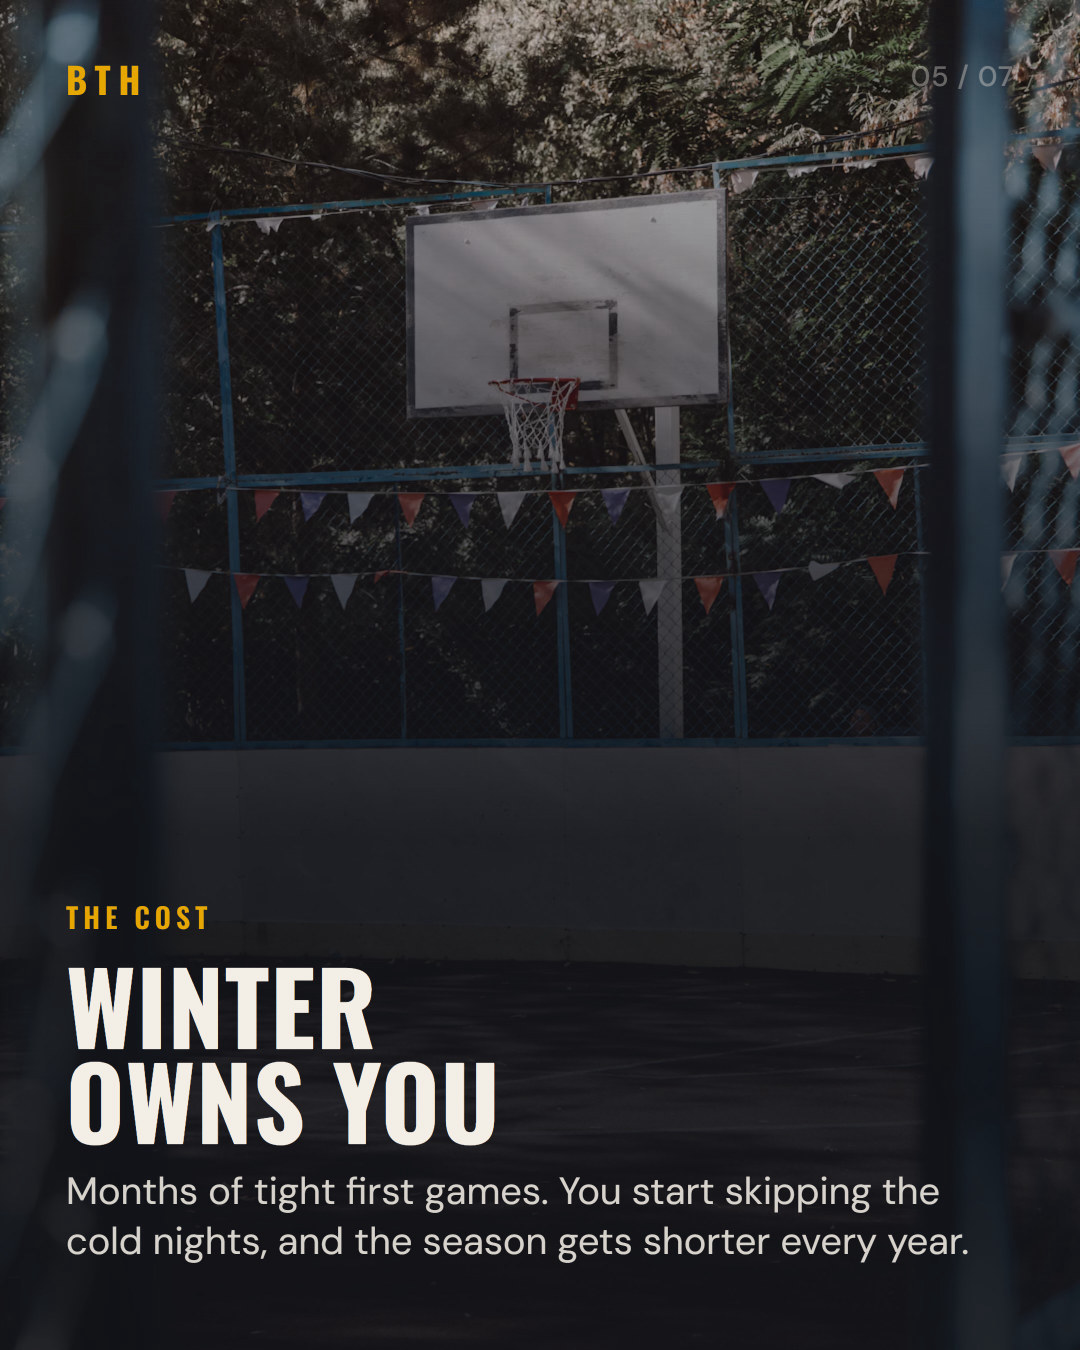 BTH
05 / 07
THE COST
WINTER
OWNS YOU
Months of tight first games. You start skipping the
cold nights, and the season gets shorter every year.